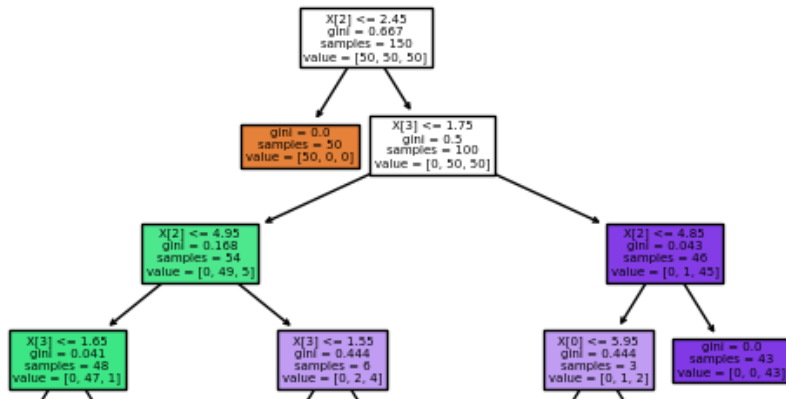 X[2] <= 2.45
gini = 0.667
samples = 150
value = [50, 50, 50]
gini = 0.0
samples = 50
value = [50, 0, 0]
X[3] <= 1.75
gini = 0.5
samples = 100
value = [0, 50, 50]
X[2] <= 4.95
gini = 0.168
samples = 54
value = [0, 49, 5]
X[2] <= 4.85
gini = 0.043
samples = 46
value = [0, 1, 45]
X[3] <= 1.65
gini = 0.041
samples = 48
value = [0, 47, 1]
X[3] <= 1.55
gini = 0.444
samples = 6
value = [0, 2, 4]
X[0] <= 5.95
gini = 0.444
samples = 3
value = [0, 1, 2]
gini = 0.0
samples = 43
value = [0, 0, 43]